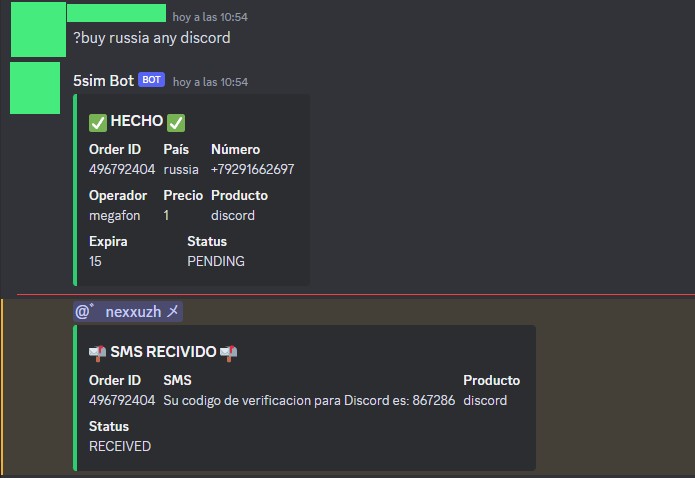 hoy a las 10:54
?buy russia any discord
5sim Bot BOT hoy a las 10:54
✅ HECHO ✅
Order ID País Número
496792404 russia +79291662697
Operador Precio Producto
megafon 1 discord
Expira Status
15 PENDING
@° nexxuzh メ
📬 SMS RECIVIDO 📬
Order ID SMS Producto
496792404 Su codigo de verificacion para Discord es: 867286 discord
Status
RECEIVED